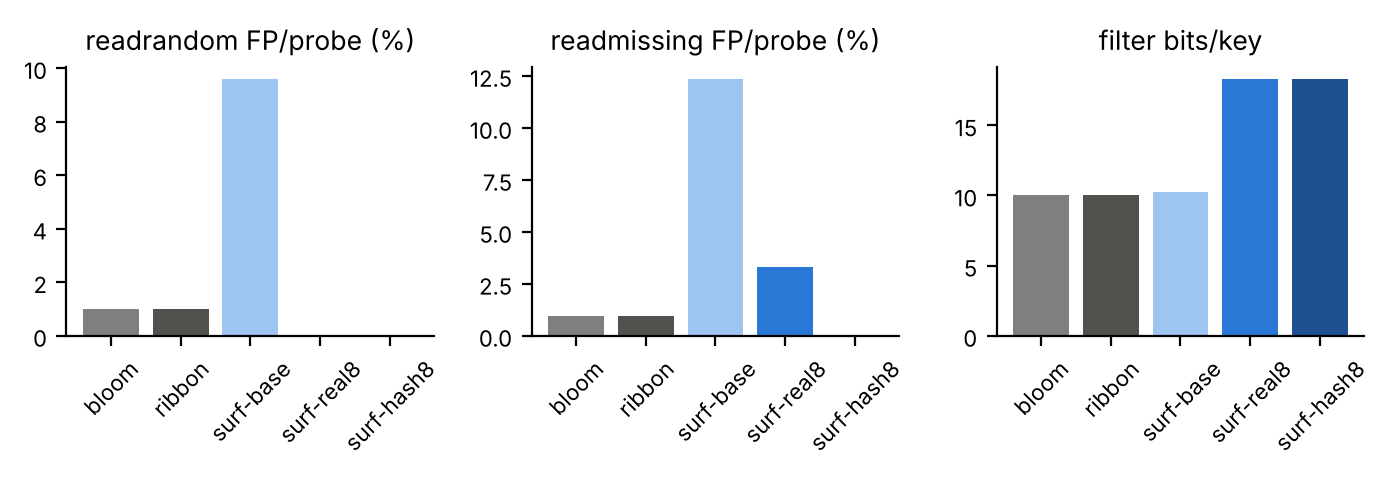 readrandom FP/probe (%)
10
8
6
4
2
0
bloom
ribbon
surf-base
surf-real8
surf-hash8
readmissing FP/probe (%)
12.5
10.0
7.5
5.0
2.5
0.0
bloom
ribbon
surf-base
surf-real8
surf-hash8
filter bits/key
15
10
5
0
bloom
ribbon
surf-base
surf-real8
surf-hash8